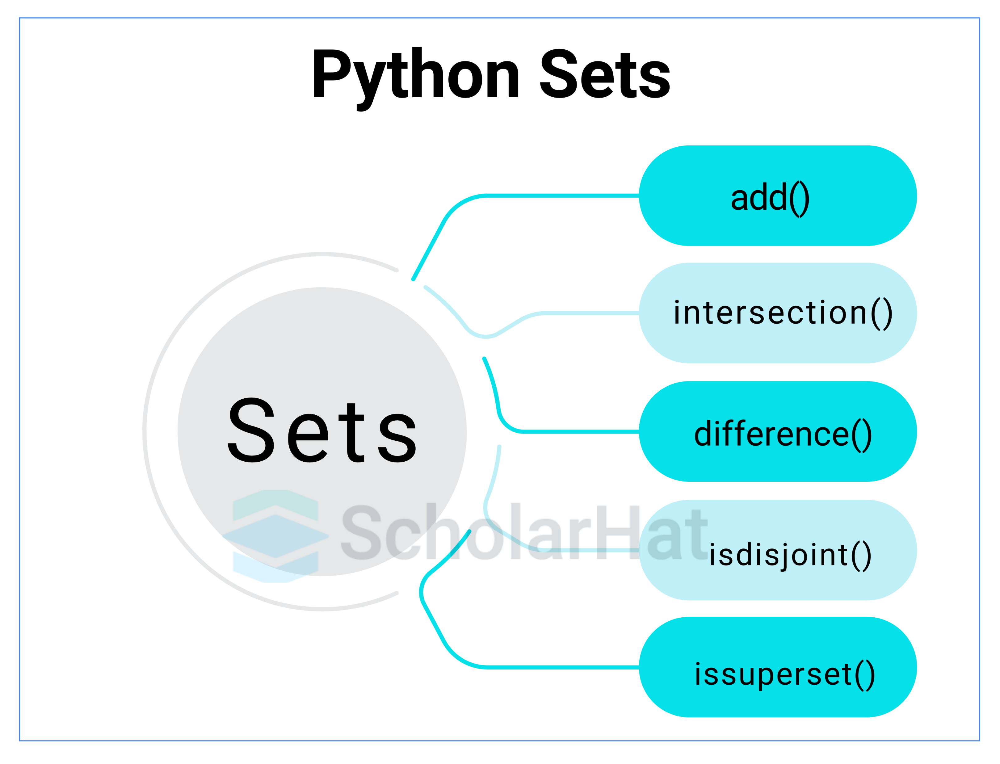 Python Sets
add()
intersection()
difference()
Sets
ScholarHat
isdisjoint()
issuperset()